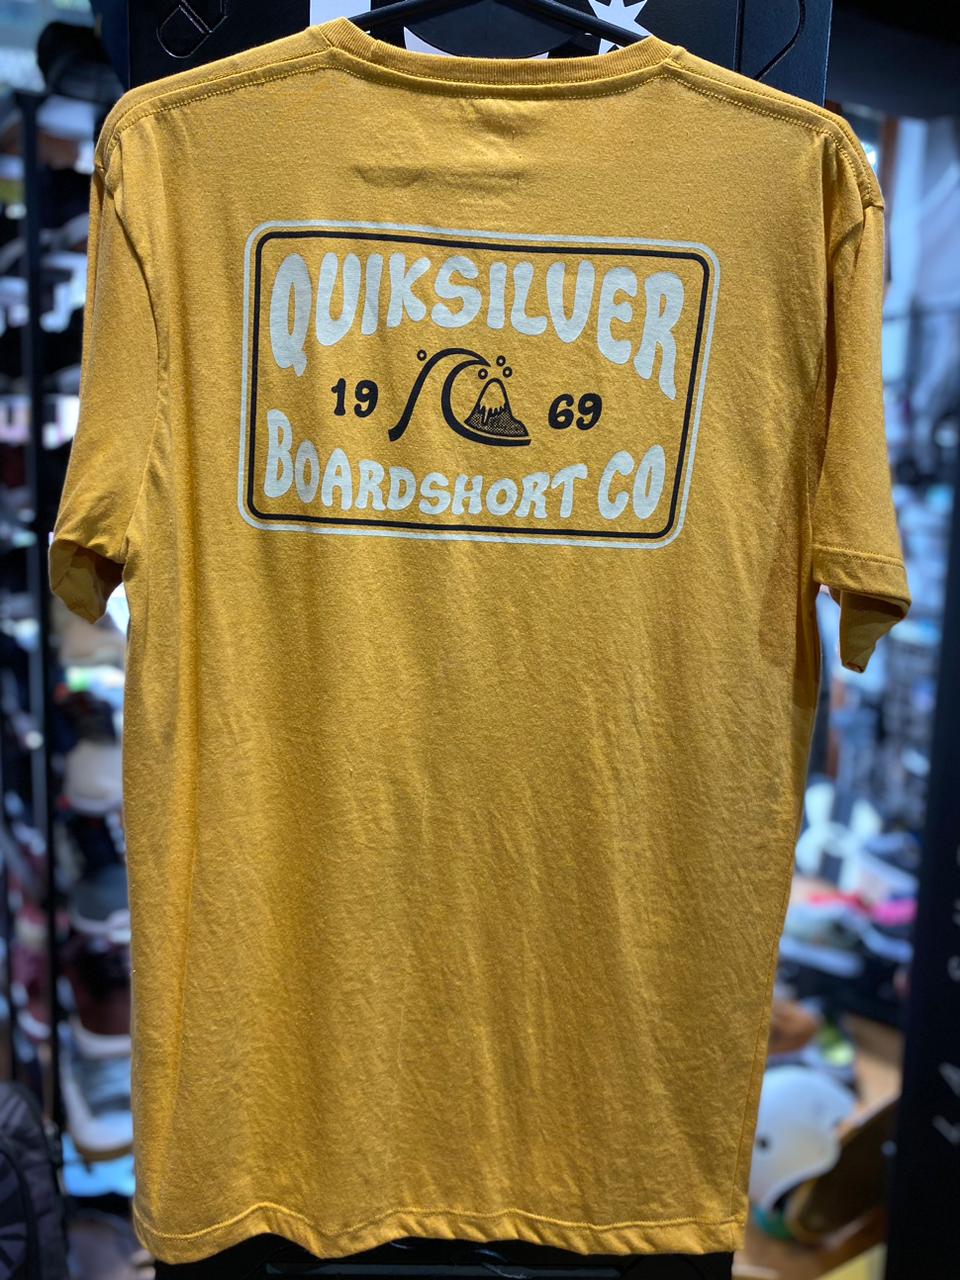 QUIKSILVER
19 69
BOARDSHORT CO